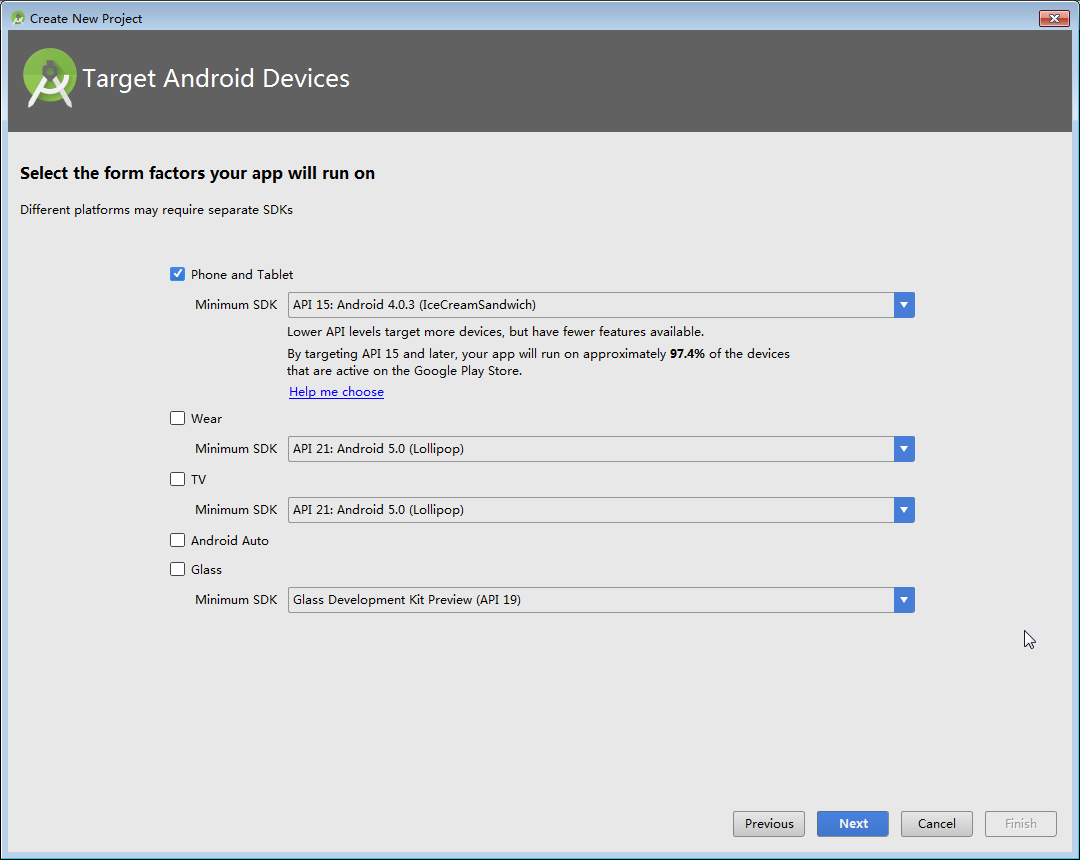 Create New Project
Target Android Devices
Select the form factors your app will run on
Different platforms may require separate SDKs
Phone and Tablet
Minimum SDK API 15: Android 4.0.3 (IceCreamSandwich)
Lower API levels target more devices, but have fewer features available.
By targeting API 15 and later, your app will run on approximately 97.4% of the devices
that are active on the Google Play Store.
Help me choose
Wear
Minimum SDK API 21: Android 5.0 (Lollipop)
TV
Minimum SDK API 21: Android 5.0 (Lollipop)
Android Auto
Glass
Minimum SDK Glass Development Kit Preview (API 19)
Previous Next Cancel Finish